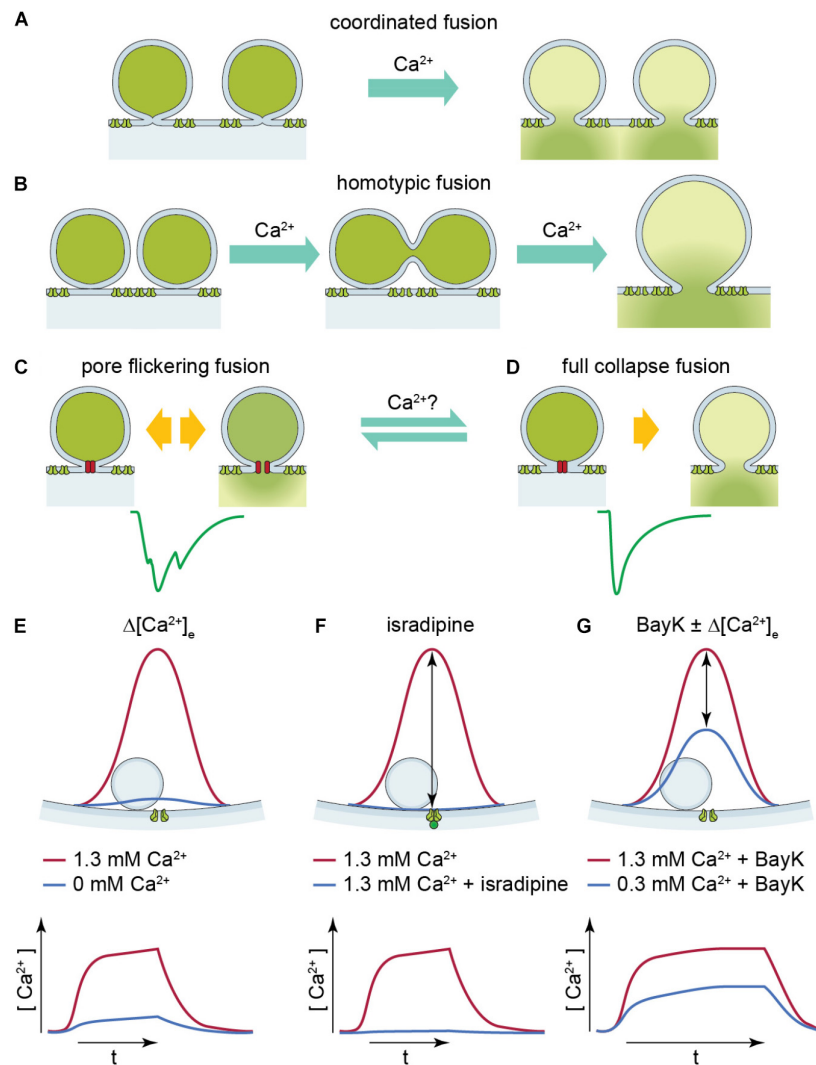 A
coordinated fusion
Ca²⁺
B
homotypic fusion
Ca²⁺
Ca²⁺
C
pore flickering fusion
Ca²⁺?
D
full collapse fusion
E
Δ[Ca²⁺]ₑ
F
isradipine
G
BayK ± Δ[Ca²⁺]ₑ
1.3 mM Ca²⁺
0 mM Ca²⁺
1.3 mM Ca²⁺
1.3 mM Ca²⁺ + isradipine
1.3 mM Ca²⁺ + BayK
0.3 mM Ca²⁺ + BayK
[ Ca²⁺ ]
t
[ Ca²⁺ ]
t
[ Ca²⁺ ]
t